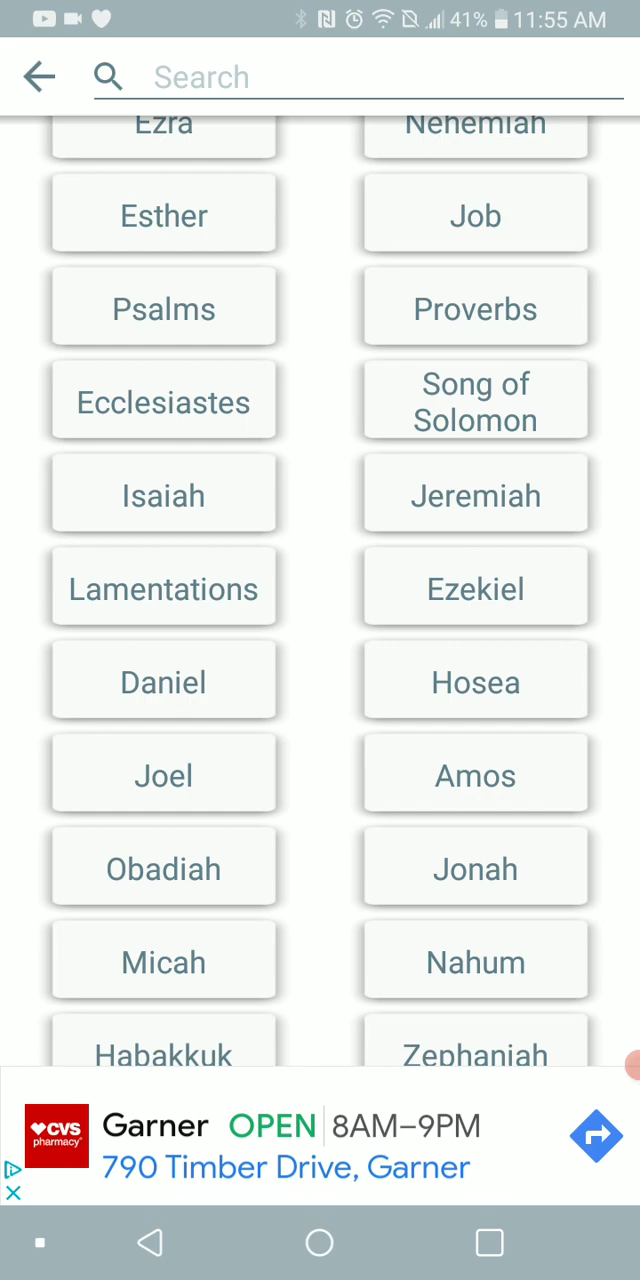 41% 11:55 AM
Search
Ezra
Nehemiah
Esther
Job
Psalms
Proverbs
Ecclesiastes
Song of
Solomon
Isaiah
Jeremiah
Lamentations
Ezekiel
Daniel
Hosea
Joel
Amos
Obadiah
Jonah
Micah
Nahum
Habakkuk
Zephaniah
CVS
pharmacy
Garner OPEN 8AM–9PM
790 Timber Drive, Garner